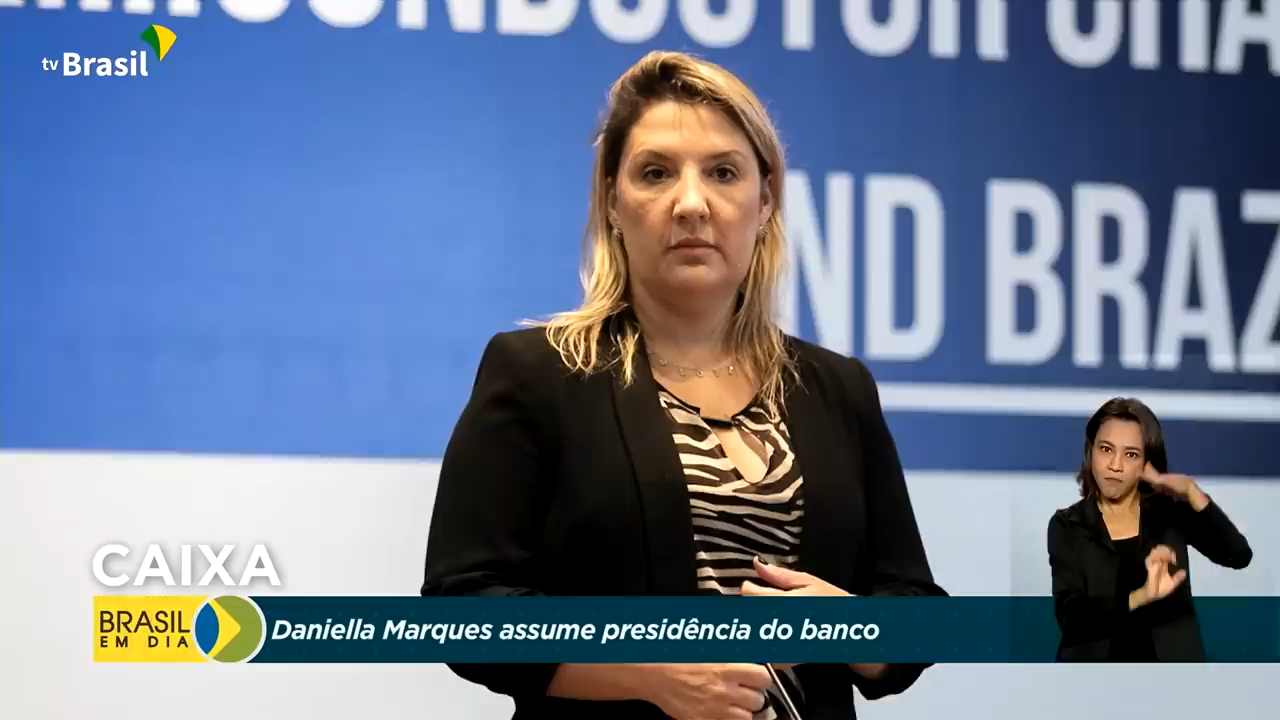 tv Brasil
ND BRAZ
CAIXA
BRASIL
EM DIA
Daniella Marques assume presidência do banco